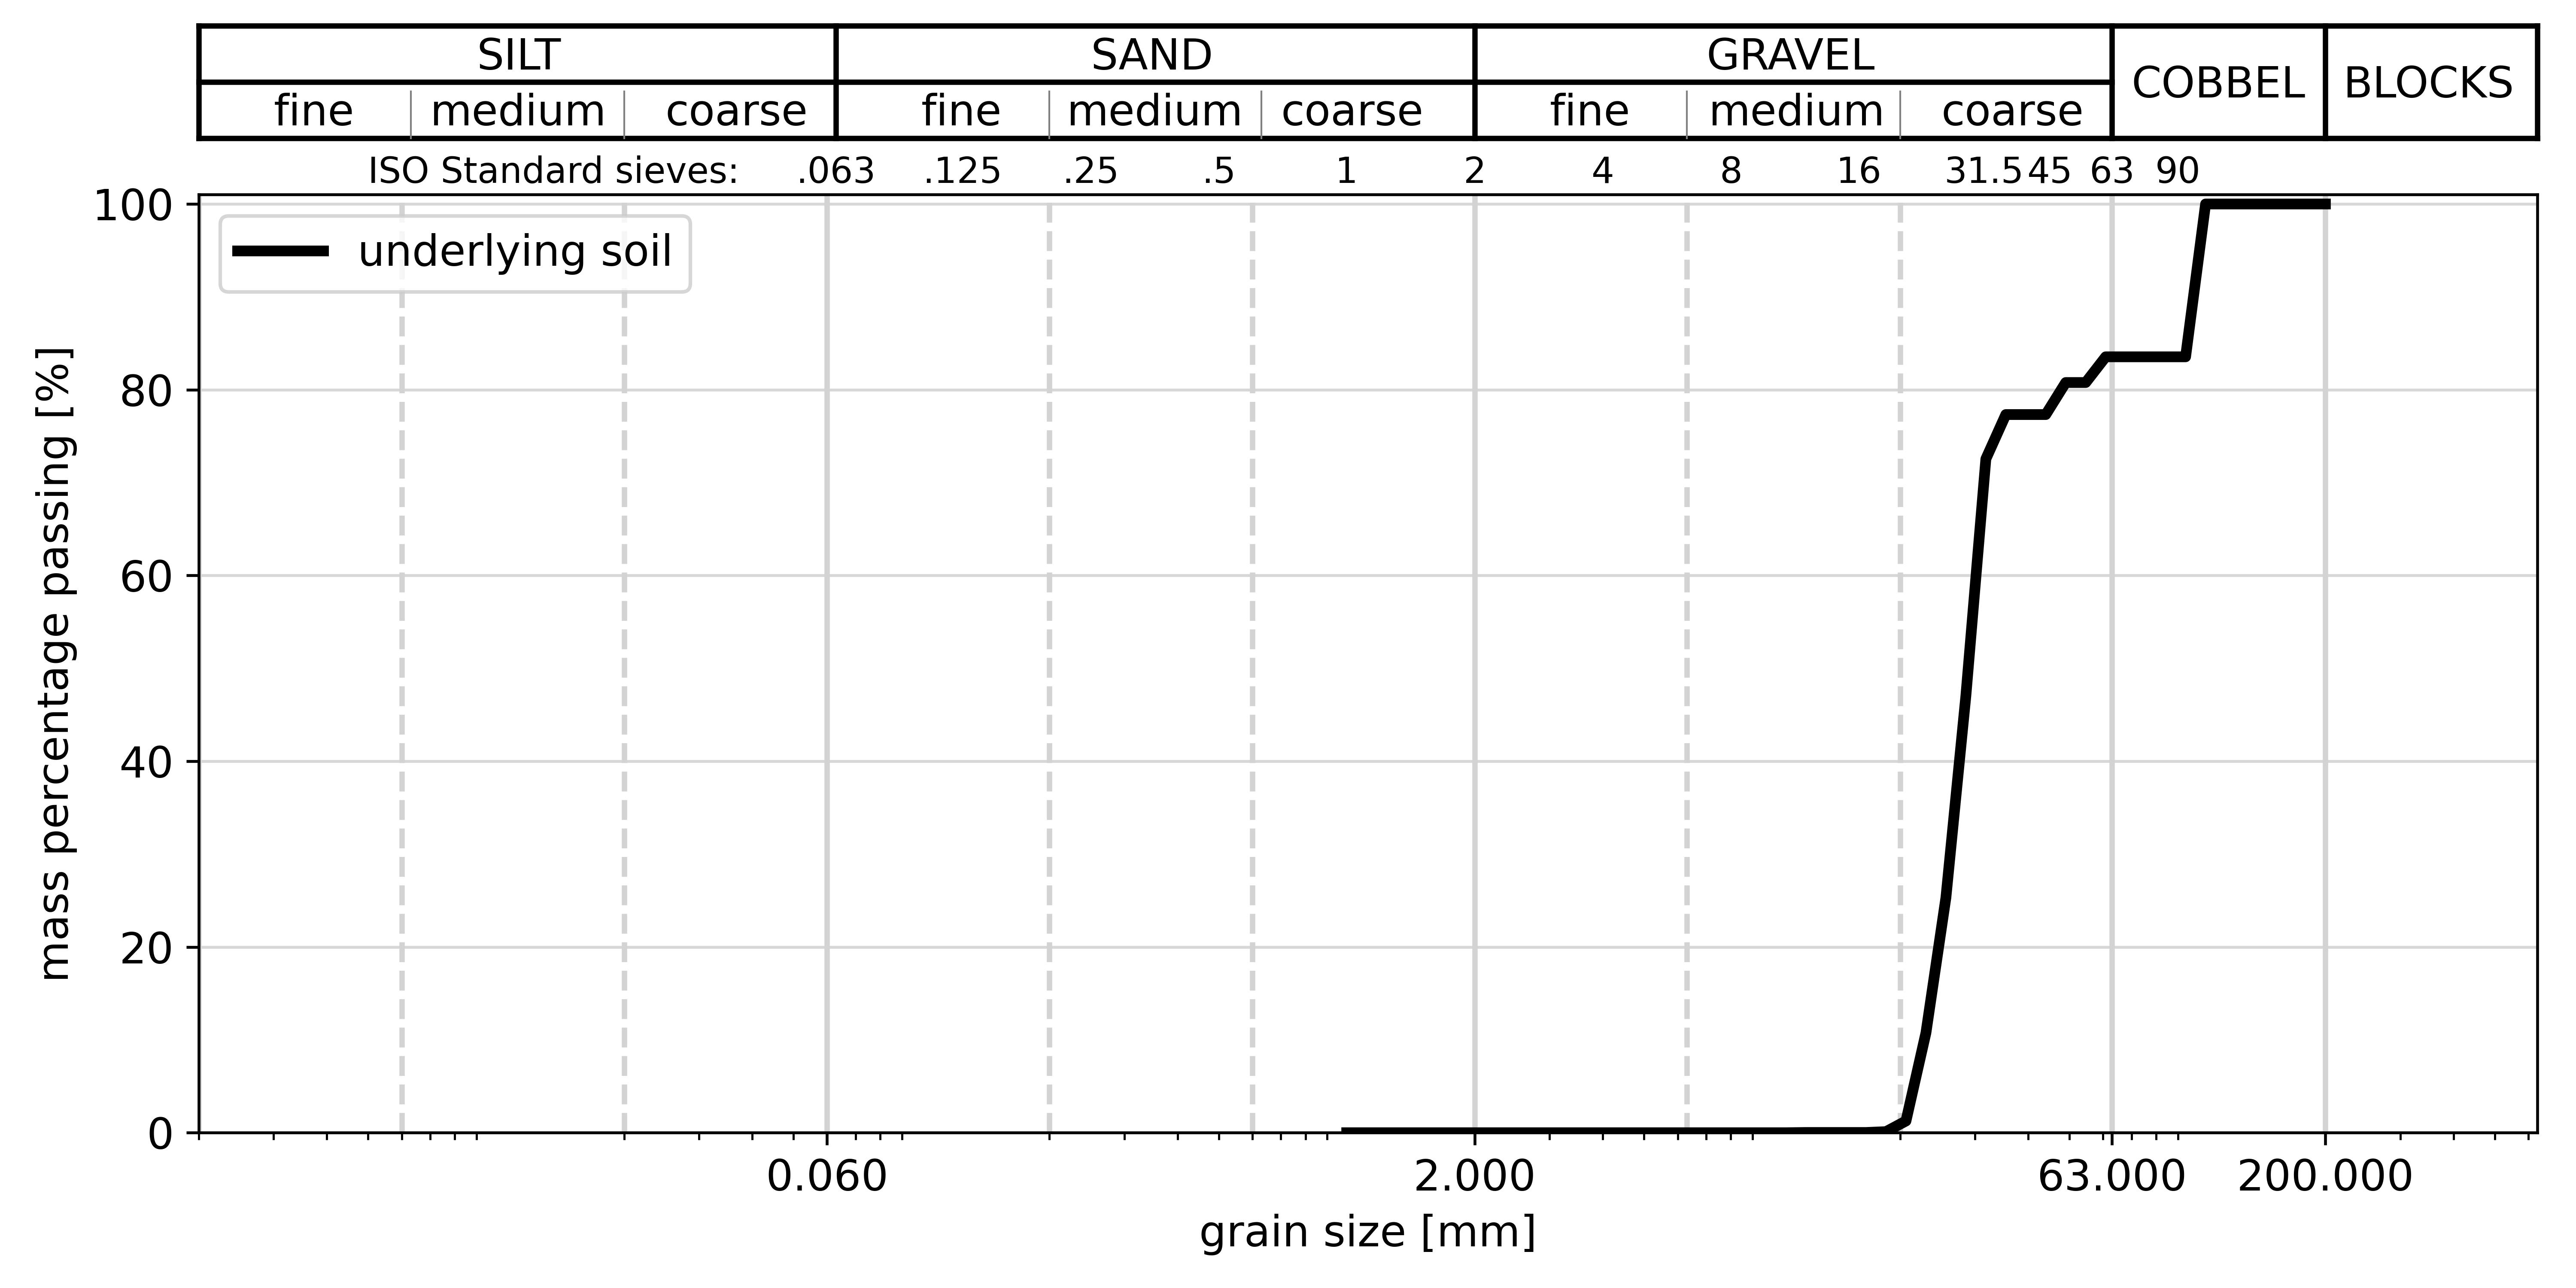 SILT SAND GRAVEL COBBEL BLOCKS
fine medium coarse fine medium coarse fine medium coarse
ISO Standard sieves: .063 .125 .25 .5 1 2 4 8 16 31.5 45 63 90
100
underlying soil
80
60
40
20
0
mass percentage passing [%]
0.060 2.000 63.000 200.000
grain size [mm]